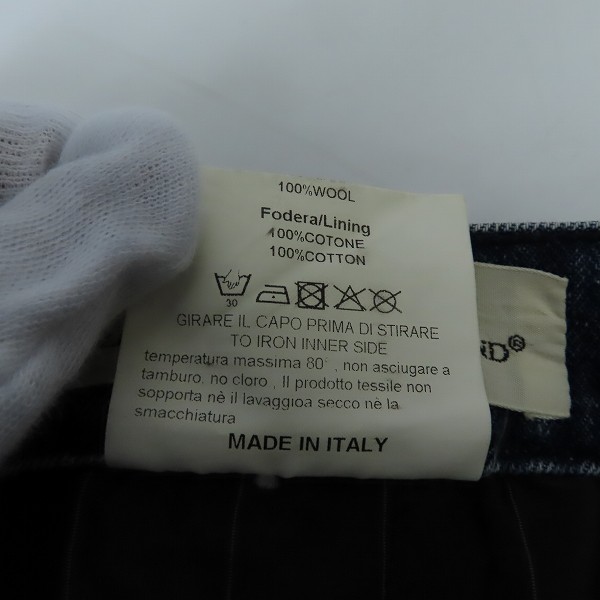 100%WOOL
Fodera/Lining
100%COTONE
100%COTTON
30
GIRARE IL CAPO PRIMA DI STIRARE
TO IRON INNER SIDE
temperatura massima 80°, non asciugare a
tamburo, no cloro , Il prodotto tessile non
sopporta nè il lavaggioa secco nè la
smacchiatura
MADE IN ITALY